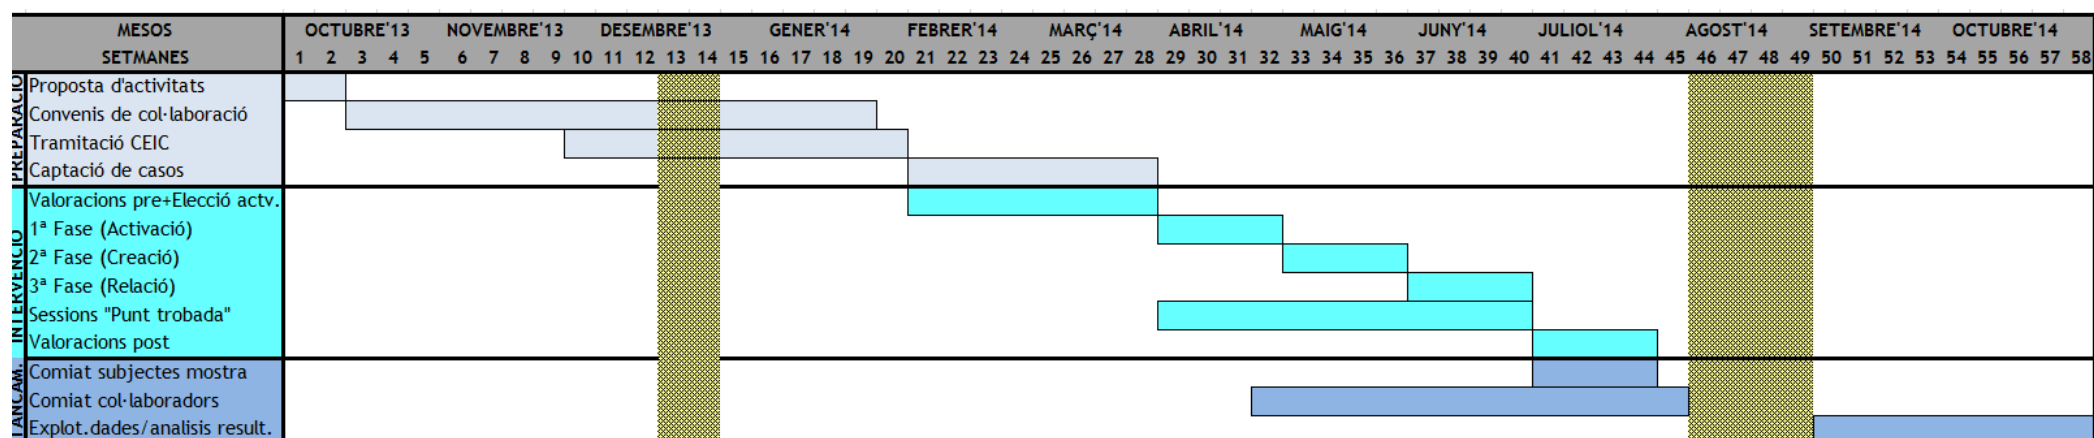 MESOS OCTUBRE'13 NOVEMBRE'13 DESEMBRE'13 GENER'14 FEBRER'14 MARÇ'14 ABRIL'14 MAIG'14 JUNY'14 JULIOL'14 AGOST'14 SETEMBRE'14 OCTUBRE'14
SETMANES 1 2 3 4 5 6 7 8 9 10 11 12 13 14 15 16 17 18 19 20 21 22 23 24 25 26 27 28 29 30 31 32 33 34 35 36 37 38 39 40 41 42 43 44 45 46 47 48 49 50 51 52 53 54 55 56 57 58
PREPARACIÓ
Proposta d'activitats
Convenis de col·laboració
Tramitació CEIC
Captació de casos
INTERVENCIÓ
Valoracions pre+Elecció actv.
1ª Fase (Activació)
2ª Fase (Creació)
3ª Fase (Relació)
Sessions "Punt trobada"
Valoracions post
TANCAM.
Comiat subjectes mostra
Comiat col·laboradors
Explot.dades/analisis result.